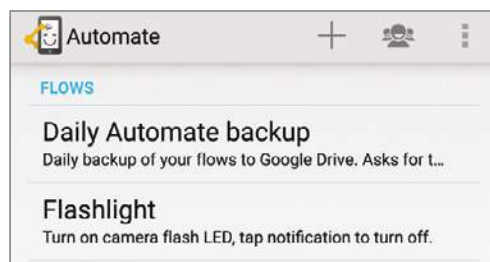 Automate
FLOWS
Daily Automate backup
Daily backup of your flows to Google Drive. Asks for t...
Flashlight
Turn on camera flash LED, tap notification to turn off.